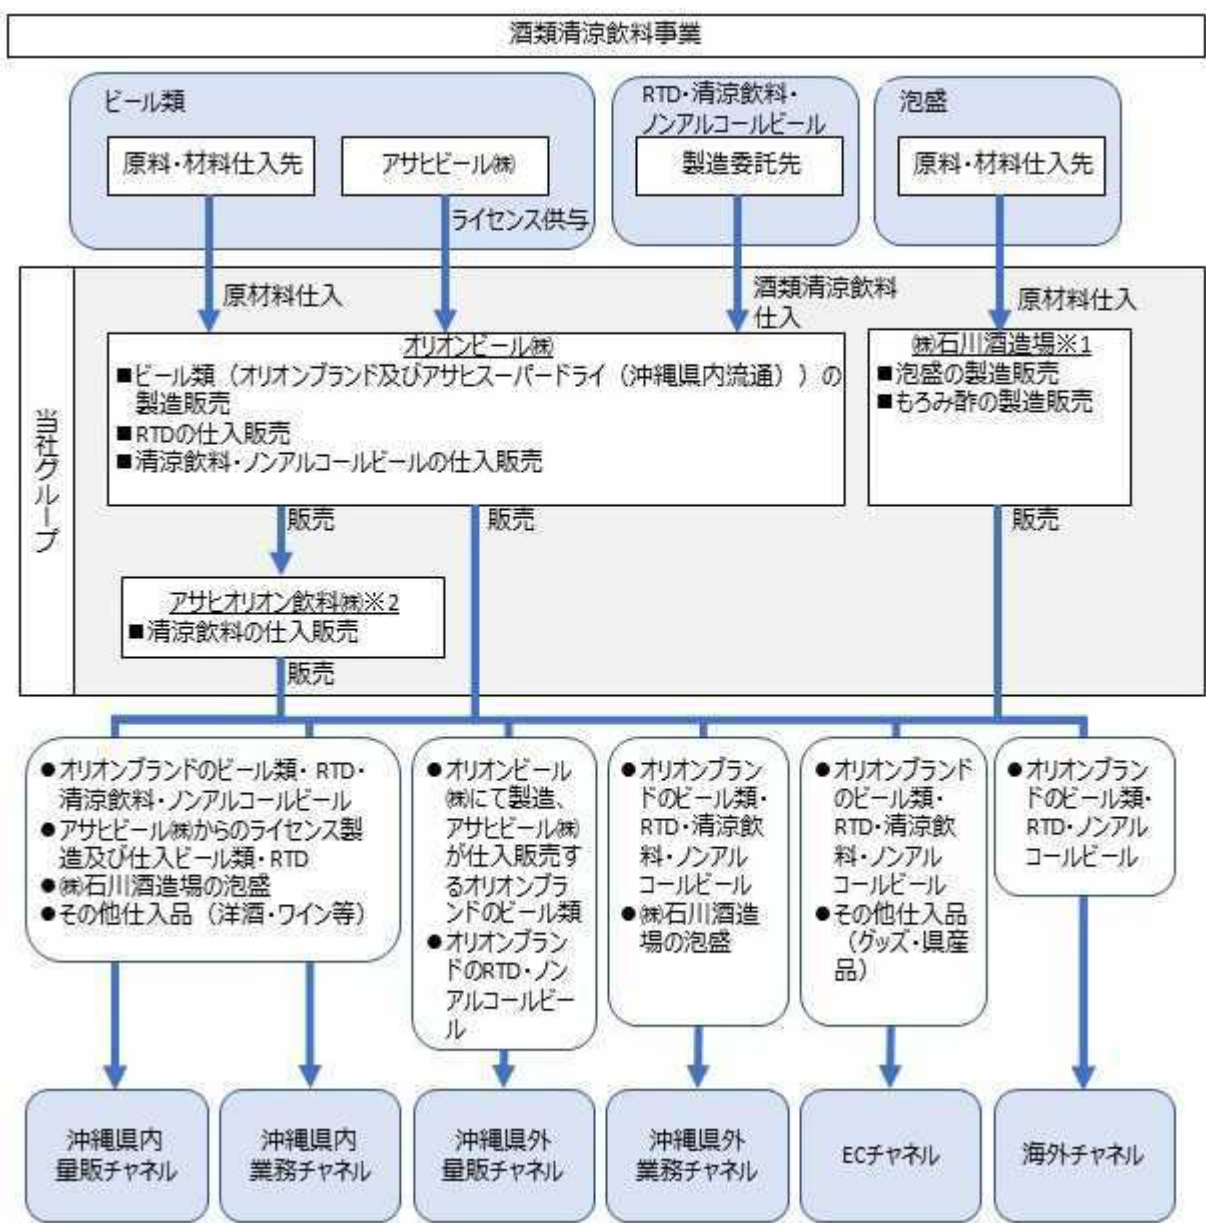 酒類清涼飲料事業
ビール類
原料・材料仕入先
アサヒビール㈱
ライセンス供与
RTD・清涼飲料・
ノンアルコールビール
製造委託先
泡盛
原料・材料仕入先
当社グループ
原材料仕入
酒類清涼飲料
仕入
原材料仕入
オリオンビール㈱
■ビール類（オリオンブランド及びアサヒスーパードライ（沖縄県内流通））の
製造販売
■RTDの仕入販売
■清涼飲料・ノンアルコールビールの仕入販売
㈱石川酒造場※1
■泡盛の製造販売
■もろみ酢の製造販売
販売
販売
販売
アサヒオリオン飲料㈱※2
■清涼飲料の仕入販売
販売
●オリオンブランドのビール類・RTD・
清涼飲料・ノンアルコールビール
●アサヒビール㈱からのライセンス製
造及び仕入ビール類・RTD
●㈱石川酒造場の泡盛
●その他仕入品（洋酒・ワイン等）
●オリオンビール
㈱にて製造、
アサヒビール㈱
が仕入販売す
るオリオンブラ
ンドのビール類
●オリオンブラン
ドのRTD・ノン
アルコールビー
ル
●オリオンブラン
ドのビール類・
RTD・清涼飲
料・ノンアル
コールビール
●㈱石川酒造
場の泡盛
●オリオンブランド
のビール類・
RTD・清涼飲
料・ノンアル
コールビール
●その他仕入品
（グッズ・県産
品）
●オリオンブラン
ドのビール類・
RTD・ノンアル
コールビール
沖縄県内
量販チャネル
沖縄県内
業務チャネル
沖縄県外
量販チャネル
沖縄県外
業務チャネル
ECチャネル
海外チャネル